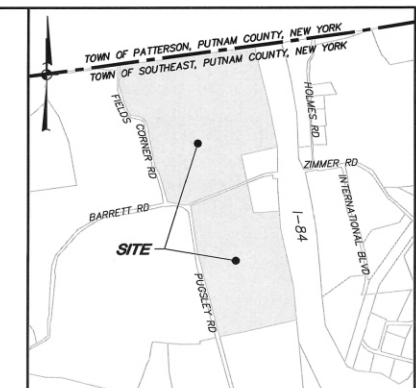 TOWN OF PATTERSON, PUTNAM COUNTY, NEW YORK
TOWN OF SOUTHEAST, PUTNAM COUNTY, NEW YORK
FIELDS CORNER RD
HOLMES RD
ZIMMER RD
INTERNATIONAL BLVD
BARRETT RD
I-84
SITE
PUGSLEY RD